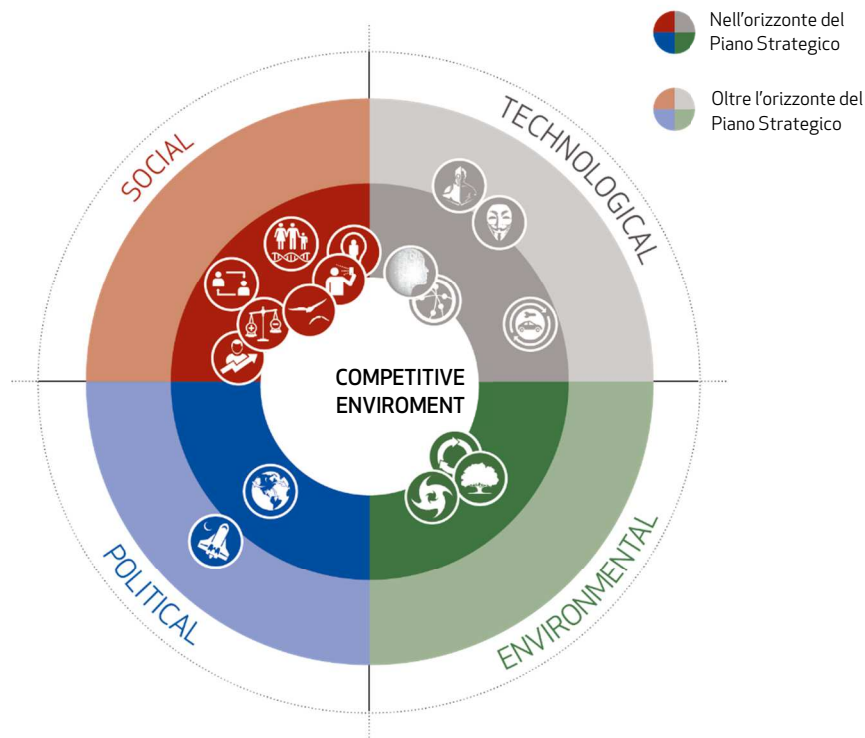 Nell'orizzonte del
Piano Strategico
Oltre l'orizzonte del
Piano Strategico
SOCIAL
TECHNOLOGICAL
COMPETITIVE
ENVIROMENT
POLITICAL
ENVIRONMENTAL